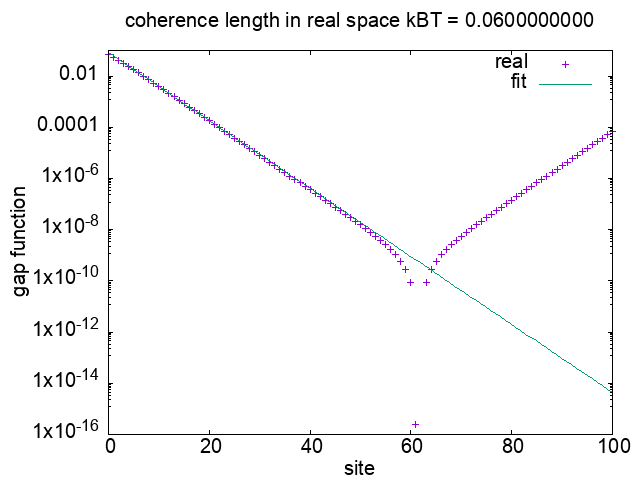 coherence length in real space kBT = 0.0600000000
real
fit
0.01
0.0001
1x10-6
1x10-8
1x10-10
1x10-12
1x10-14
1x10-16
gap function
0 20 40 60 80 100
site